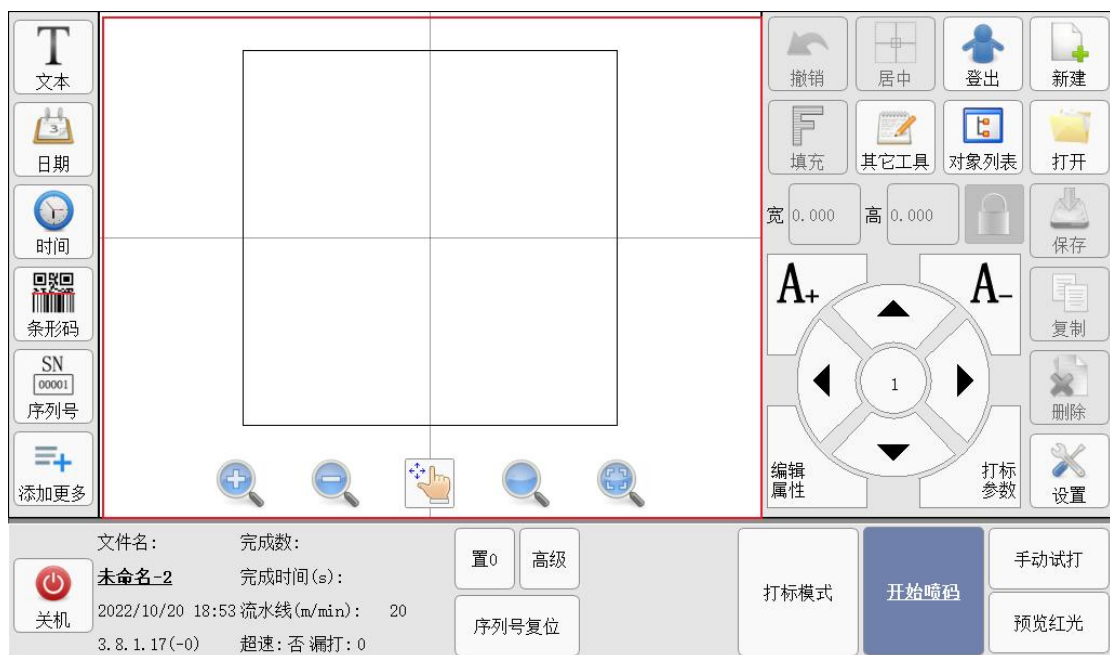 T
文本
3
日期
时间
条形码
SN
00001
序列号
添加更多
撤销
居中
登出
新建
F
填充
其它工具
对象列表
打开
宽 0.000
高 0.000
保存
A+
A-
复制
1
删除
编辑
属性
打标
参数
设置
关机
文件名:
完成数:
未命名-2
完成时间(s):
2022/10/20 18:53
流水线(m/min): 20
3.8.1.17(-0)
超速:否 漏打:0
置0
高级
序列号复位
打标模式
开始喷码
手动试打
预览红光